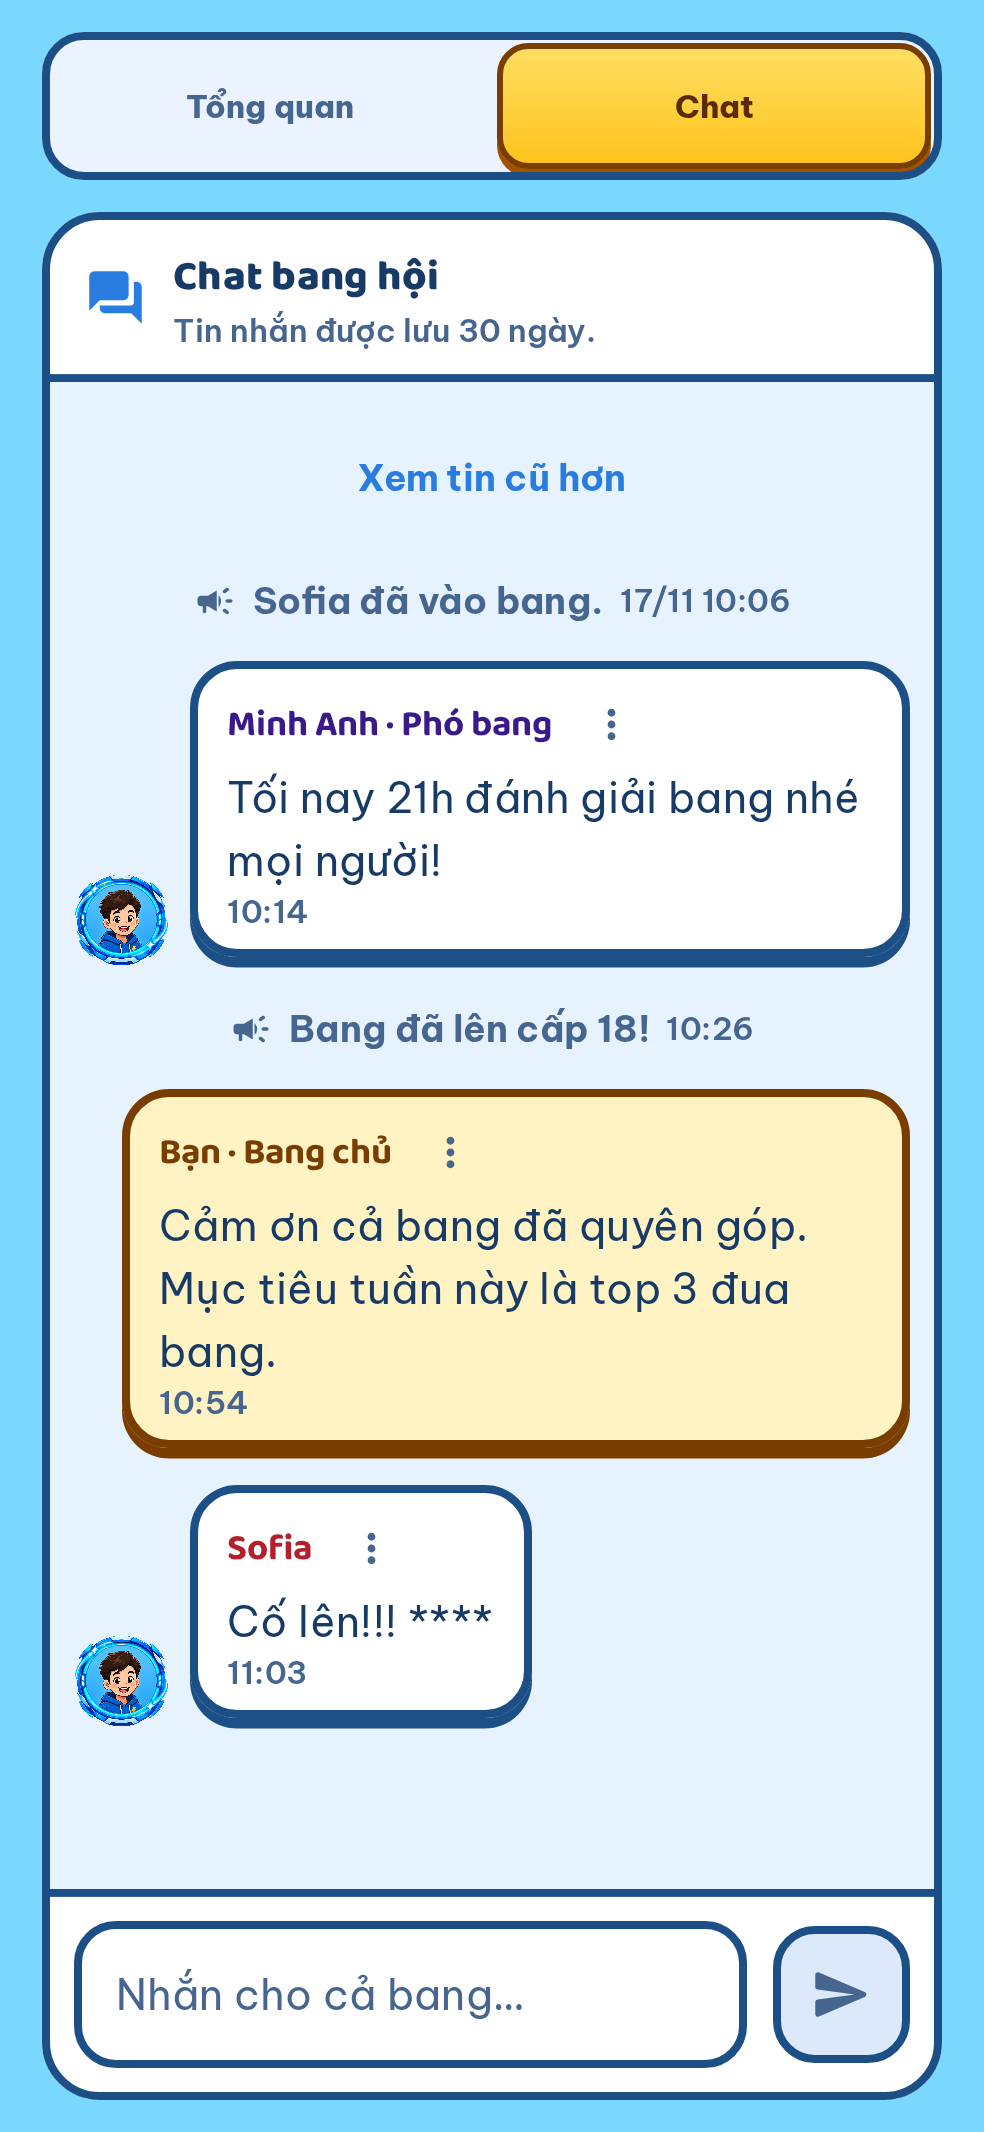 Tổng quan
Chat
Chat bang hội
Tin nhắn được lưu 30 ngày.
Xem tin cũ hơn
Sofia đã vào bang. 17/11 10:06
Minh Anh · Phó bang
Tối nay 21h đánh giải bang nhé
mọi người!
10:14
Bang đã lên cấp 18! 10:26
Bạn · Bang chủ
Cảm ơn cả bang đã quyên góp.
Mục tiêu tuần này là top 3 đua
bang.
10:54
Sofia
Cố lên!!! ****
11:03
Nhắn cho cả bang...